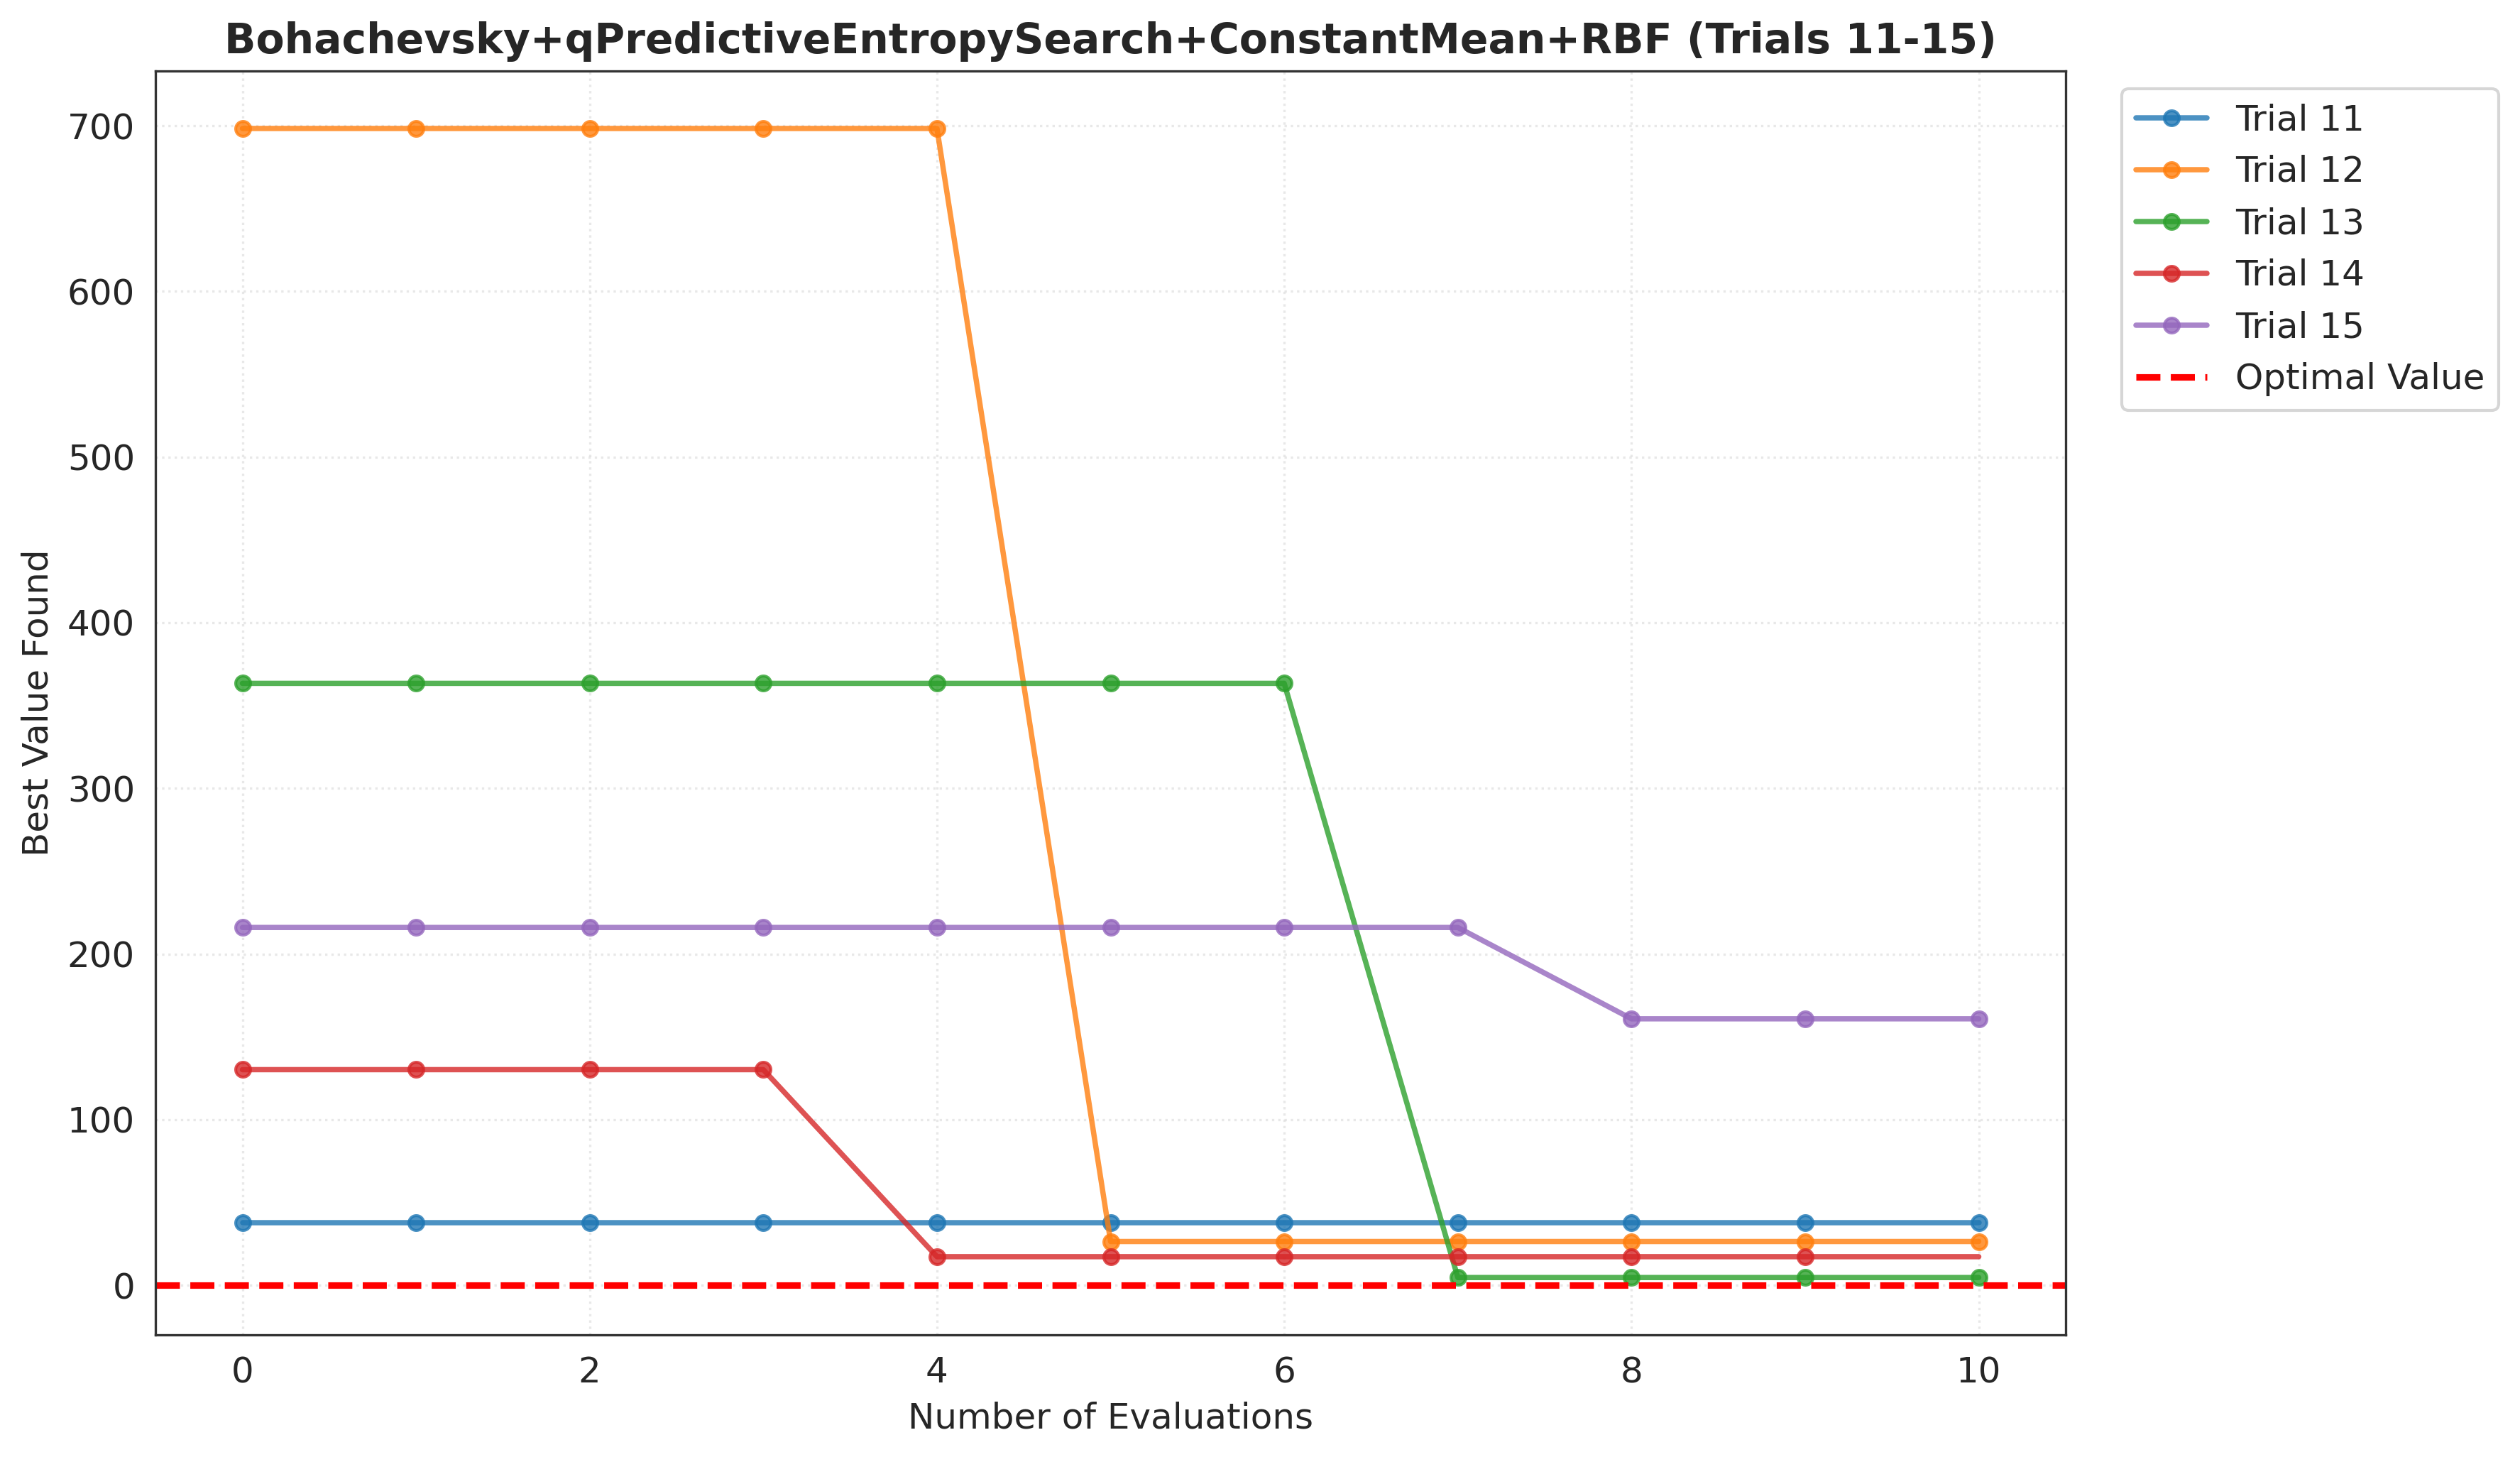 Bohachevsky+qPredictiveEntropySearch+ConstantMean+RBF (Trials 11-15)
Trial 11
Trial 12
Trial 13
Trial 14
Trial 15
Optimal Value
Best Value Found
700
600
500
400
300
200
100
0
0 2 4 6 8 10
Number of Evaluations